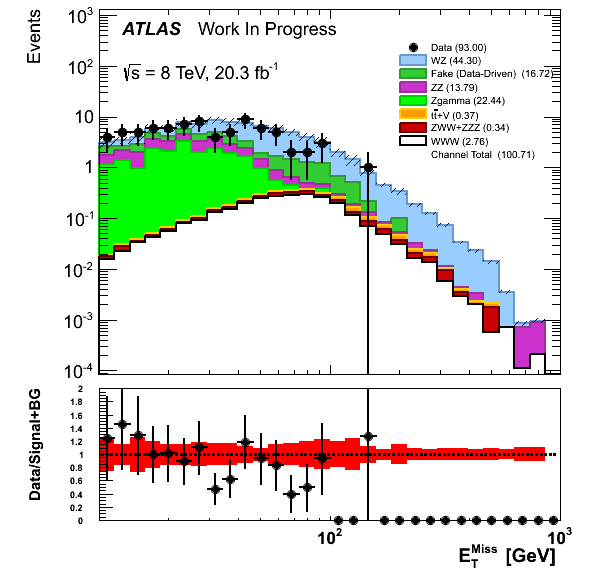 Events
ATLAS Work In Progress
√s = 8 TeV, 20.3 fb⁻¹
Data (93.00)
WZ (44.30)
Fake (Data-Driven) (16.72)
ZZ (13.79)
Zgamma (22.44)
tt̄+V (0.37)
ZWW+ZZZ (0.34)
WWW (2.76)
Channel Total (100.71)
10³
10²
10
1
10⁻¹
10⁻²
10⁻³
10⁻⁴
Data/Signal+BG
2
1.8
1.6
1.4
1.2
1
0.8
0.6
0.4
0.2
0
10²
10³
E_T^Miss [GeV]